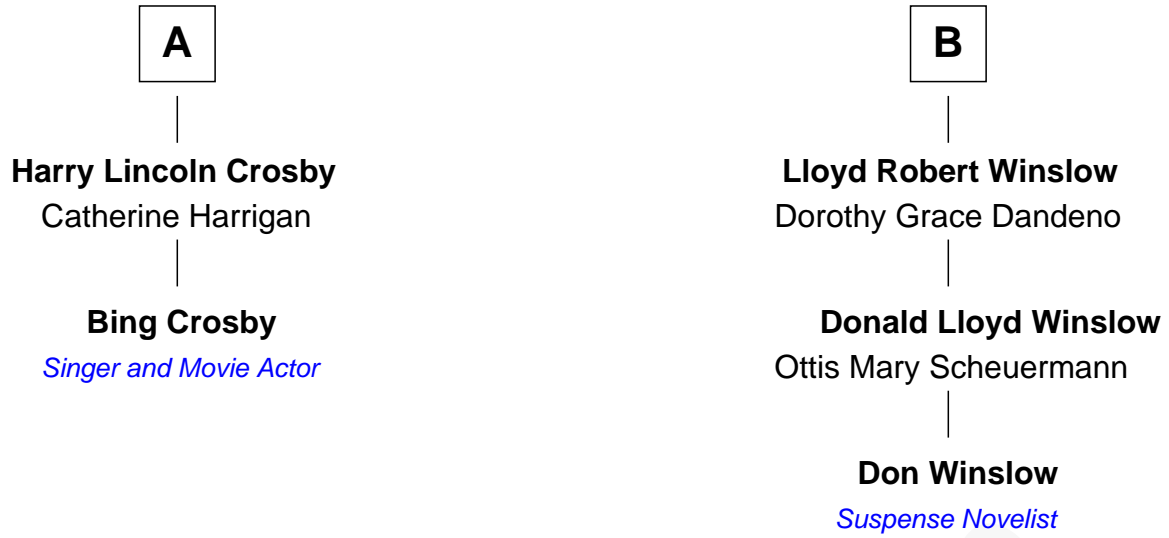 A
Harry Lincoln Crosby
Catherine Harrigan
Bing Crosby
Singer and Movie Actor
B
Lloyd Robert Winslow
Dorothy Grace Dandeno
Donald Lloyd Winslow
Ottis Mary Scheuermann
Don Winslow
Suspense Novelist